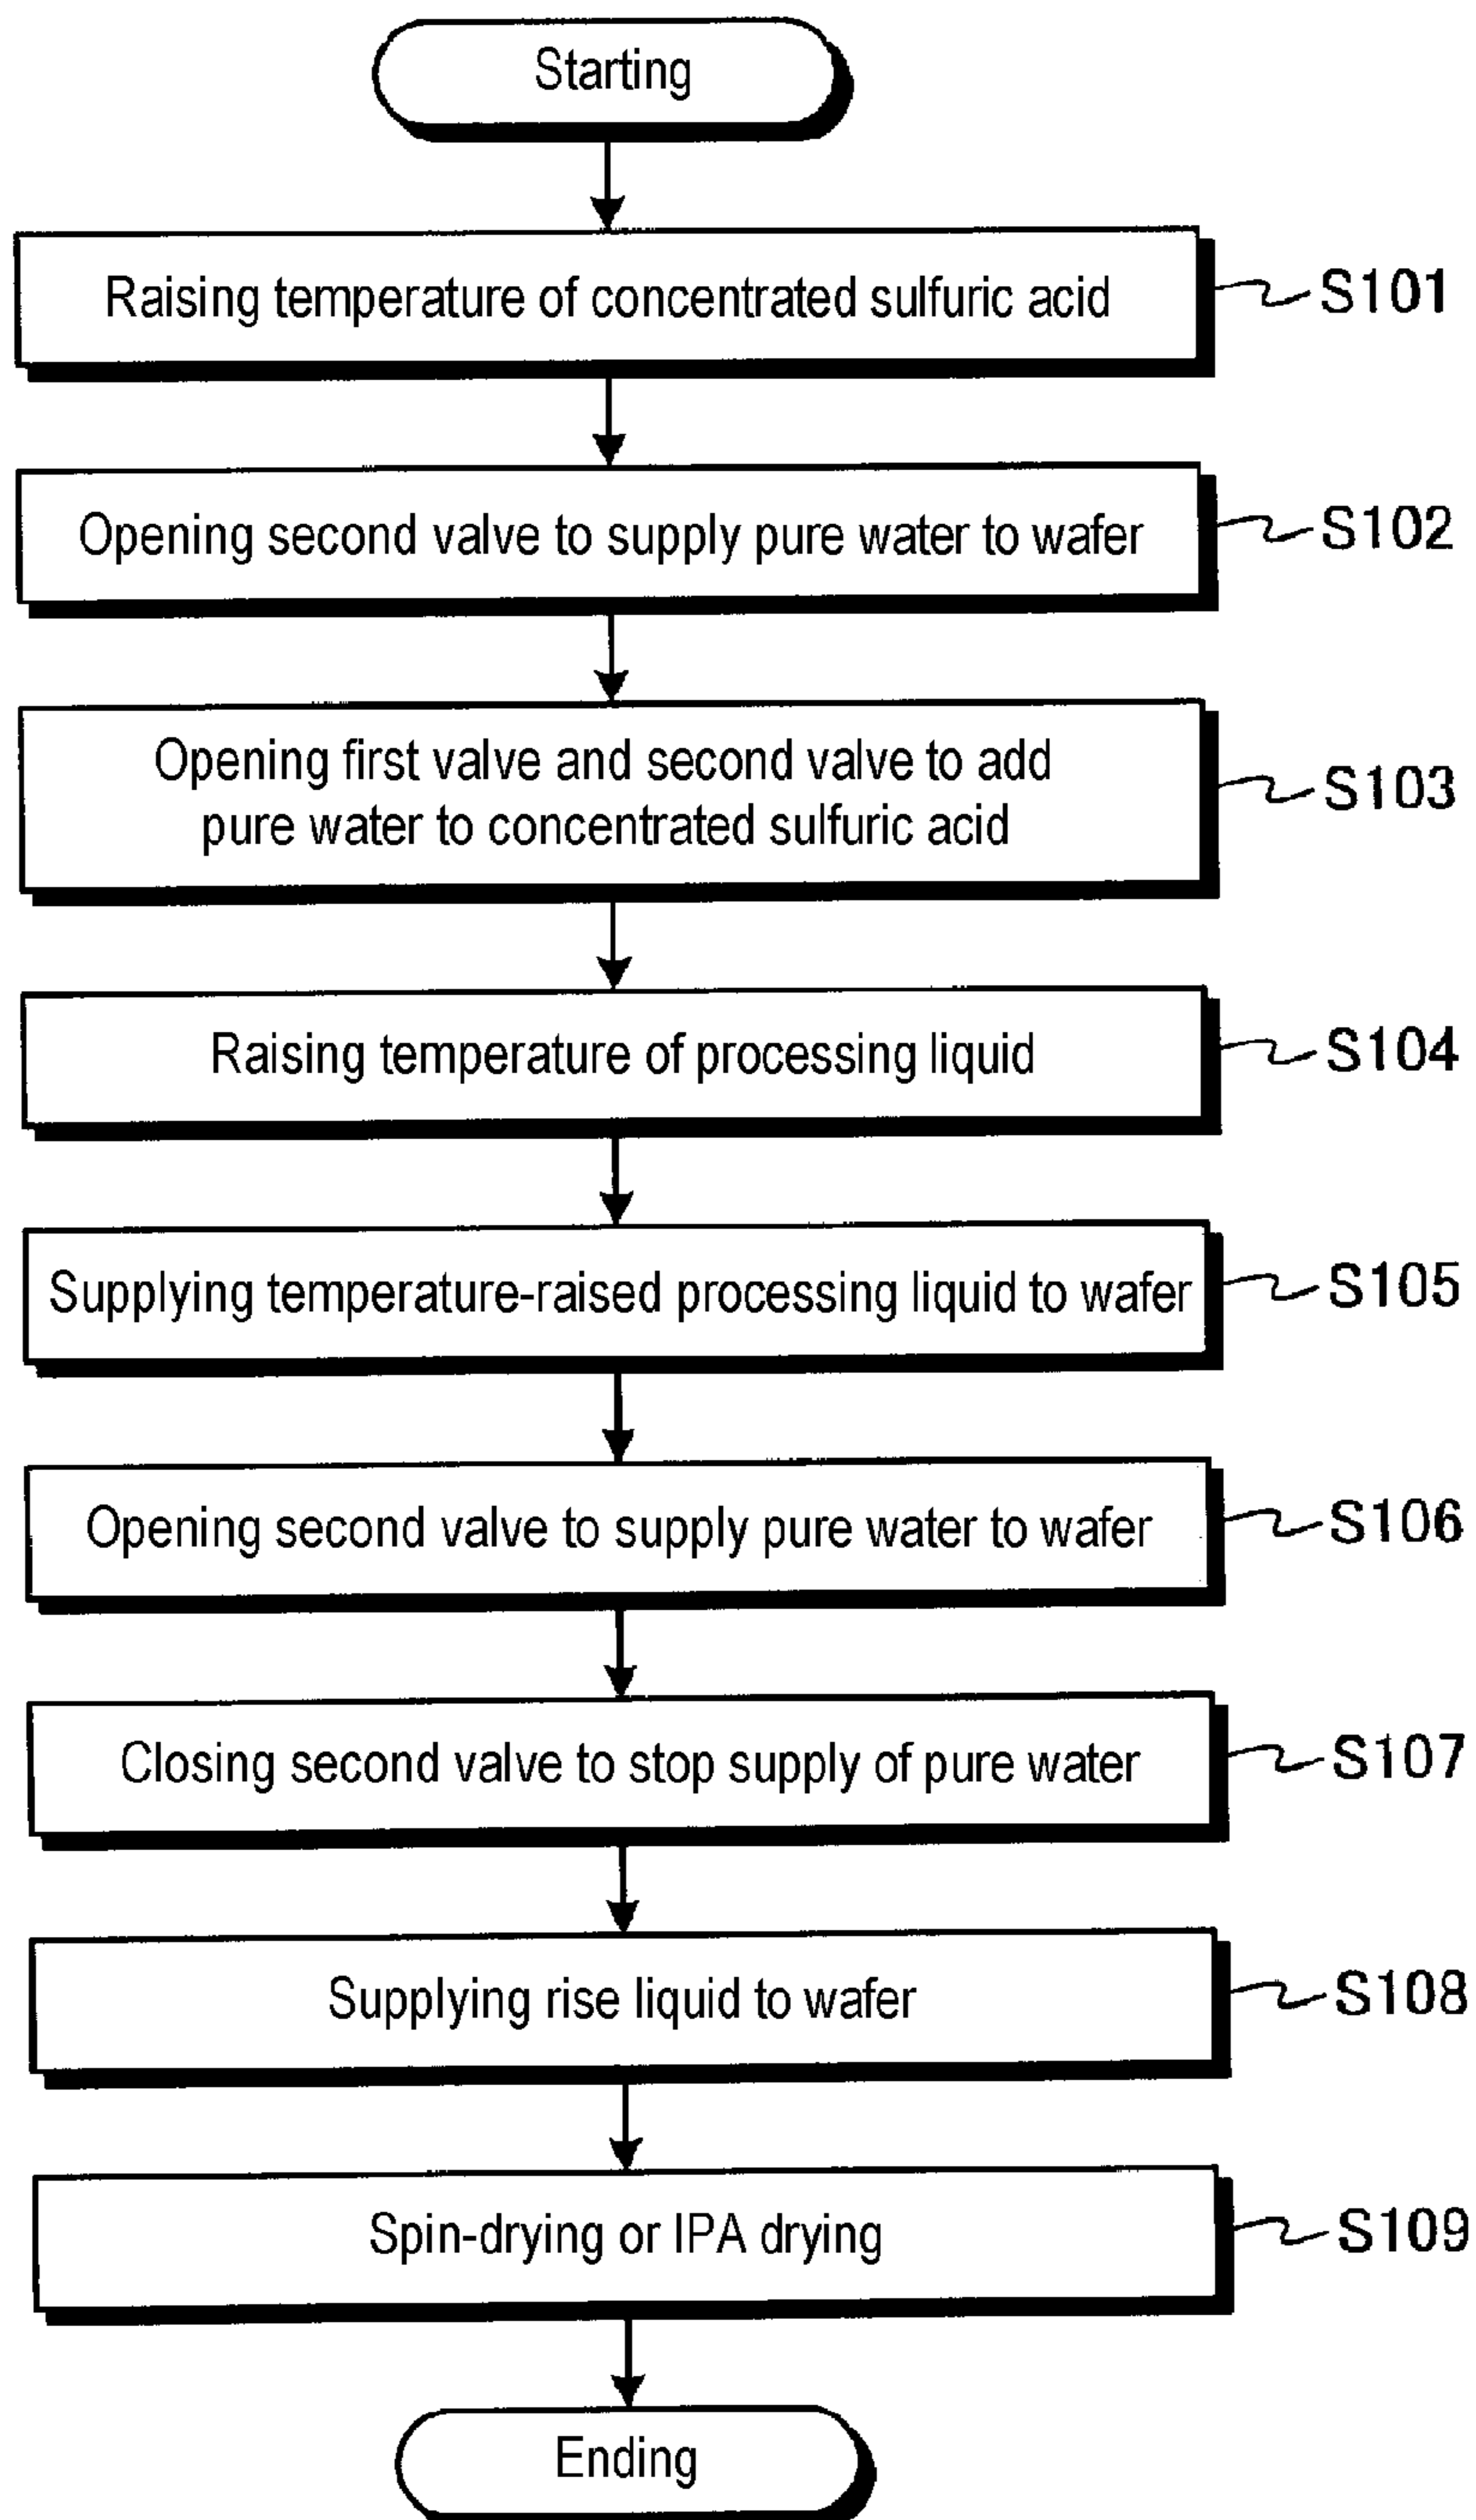 Starting
Raising temperature of concentrated sulfuric acid
S101
Opening second valve to supply pure water to wafer
S102
Opening first valve and second valve to add
pure water to concentrated sulfuric acid
S103
Raising temperature of processing liquid
S104
Supplying temperature-raised processing liquid to wafer
S105
Opening second valve to supply pure water to wafer
S106
Closing second valve to stop supply of pure water
S107
Supplying rise liquid to wafer
S108
Spin-drying or IPA drying
S109
Ending